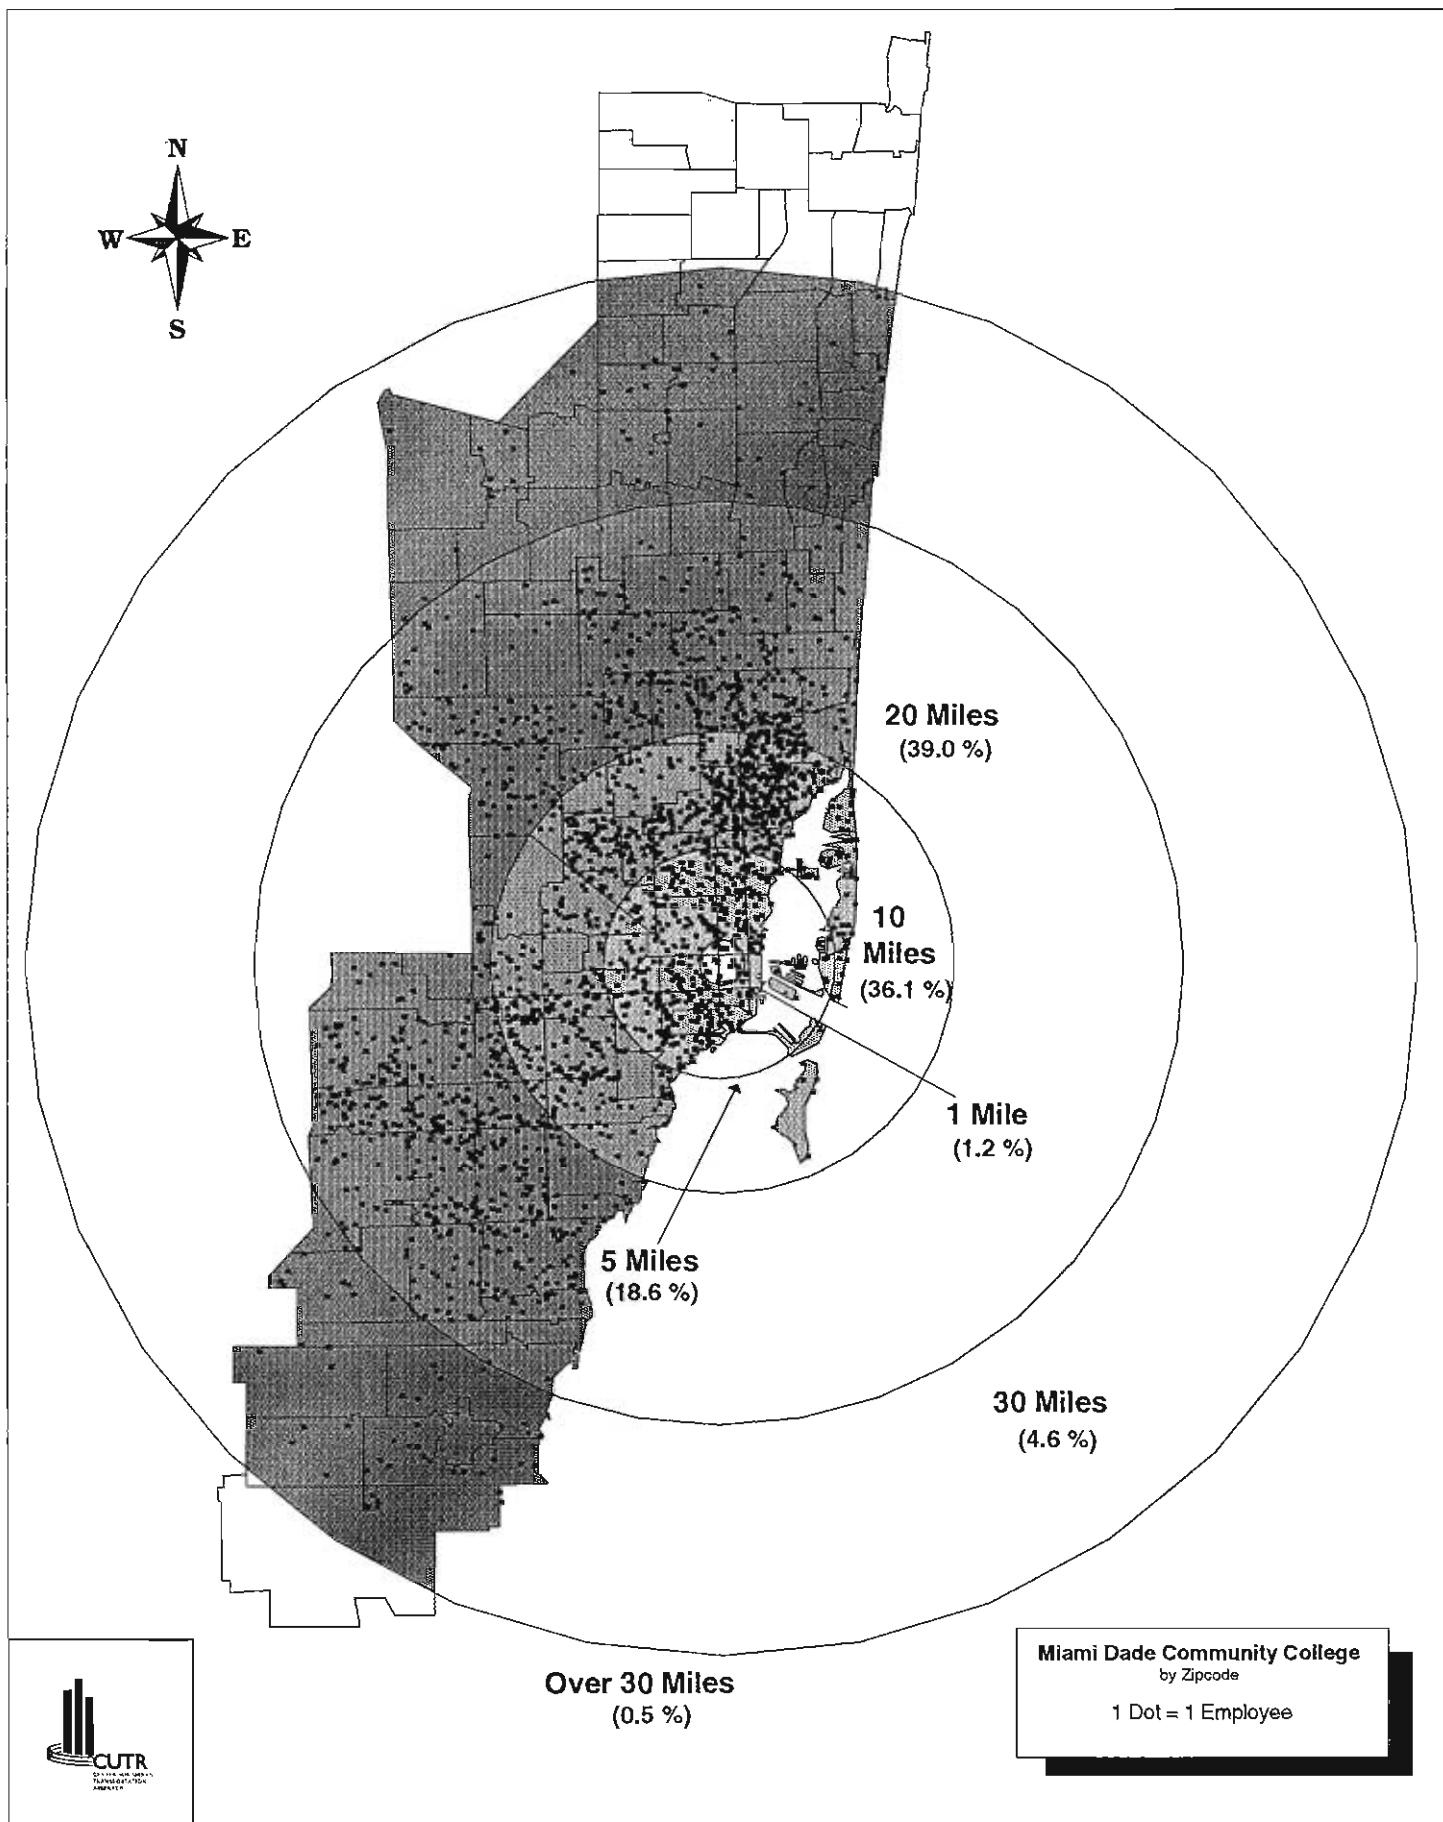 N
W E
S
20 Miles
(39.0 %)
10
Miles
(36.1 %)
1 Mile
(1.2 %)
5 Miles
(18.6 %)
30 Miles
(4.6 %)
Over 30 Miles
(0.5 %)
Miami Dade Community College
by Zipcode
1 Dot = 1 Employee
CUTR